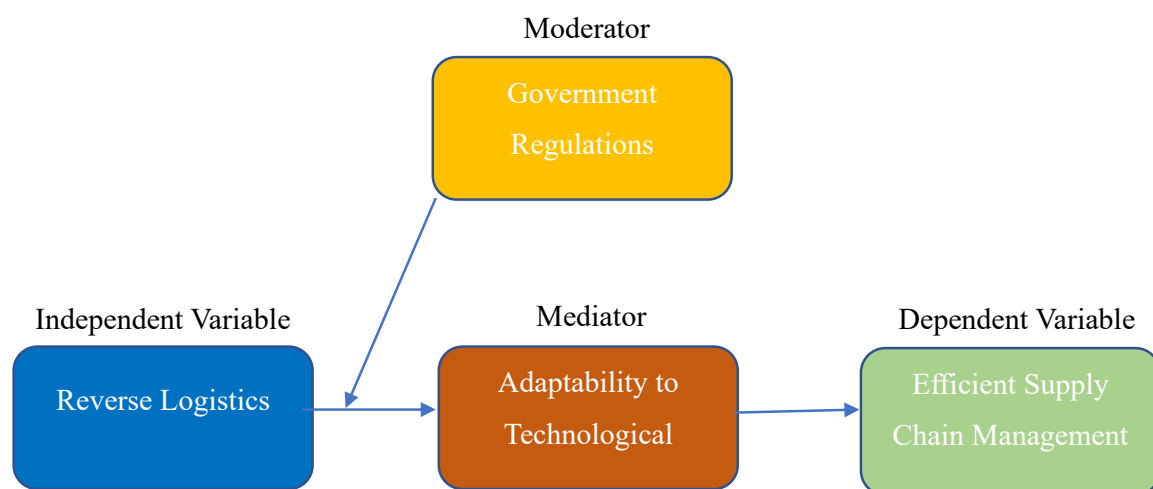 Moderator
Government
Regulations
Independent Variable
Reverse Logistics
Mediator
Adaptability to
Technological
Dependent Variable
Efficient Supply
Chain Management